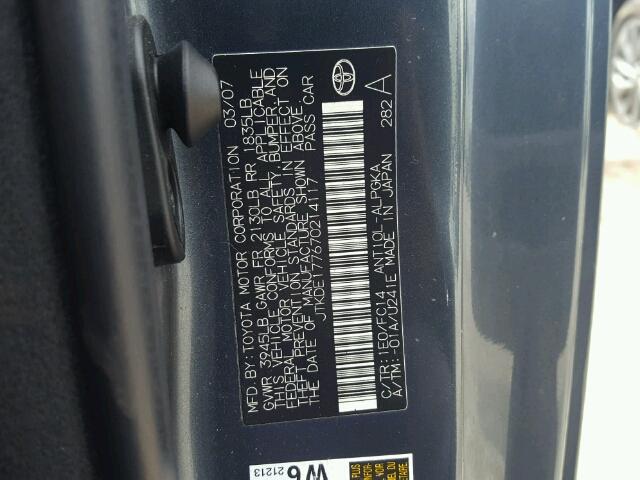 MFD BY: TOYOTA MOTOR CORPORATION 03/07
GVWR 3945LB GAWR FR 2130LB RR 1835LB
THIS VEHICLE CONFORMS TO ALL APPLICABLE
FEDERAL MOTOR VEHICLE SAFETY, BUMPER, AND
THEFT PREVENTION STANDARDS IN EFFECT ON
THE DATE OF MANUFACTURE SHOWN ABOVE
JTKDE177670214117 PASS CAR
C/TR: 1E0/FC14 ANT10L-ALPGKA 282 A
A/TM: -01A/U241E MADE IN JAPAN
W6
21213